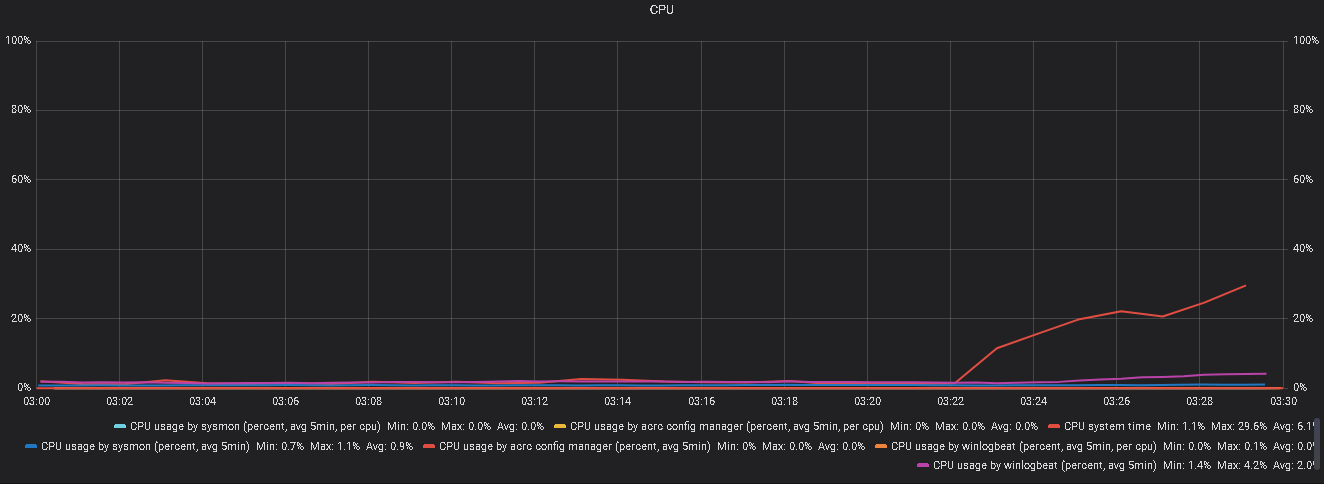 CPU
100% 100%
80% 80%
60% 60%
40% 40%
20% 20%
0% 0%
03:00 03:02 03:04 03:06 03:08 03:10 03:12 03:14 03:16 03:18 03:20 03:22 03:24 03:26 03:28 03:30
CPU usage by sysmon (percent, avg 5min, per cpu) Min: 0.0% Max: 0.0% Avg: 0.0% CPU usage by acrc config manager (percent, avg 5min, per cpu) Min: 0% Max: 0.0% Avg: 0.0% CPU system time Min: 1.1% Max: 29.6% Avg: 6.1%
CPU usage by sysmon (percent, avg 5min) Min: 0.7% Max: 1.1% Avg: 0.9% CPU usage by acrc config manager (percent, avg 5min) Min: 0% Max: 0.0% Avg: 0.0% CPU usage by winlogbeat (percent, avg 5min, per cpu) Min: 0.0% Max: 0.1% Avg: 0.0%
CPU usage by winlogbeat (percent, avg 5min) Min: 1.4% Max: 4.2% Avg: 2.0%